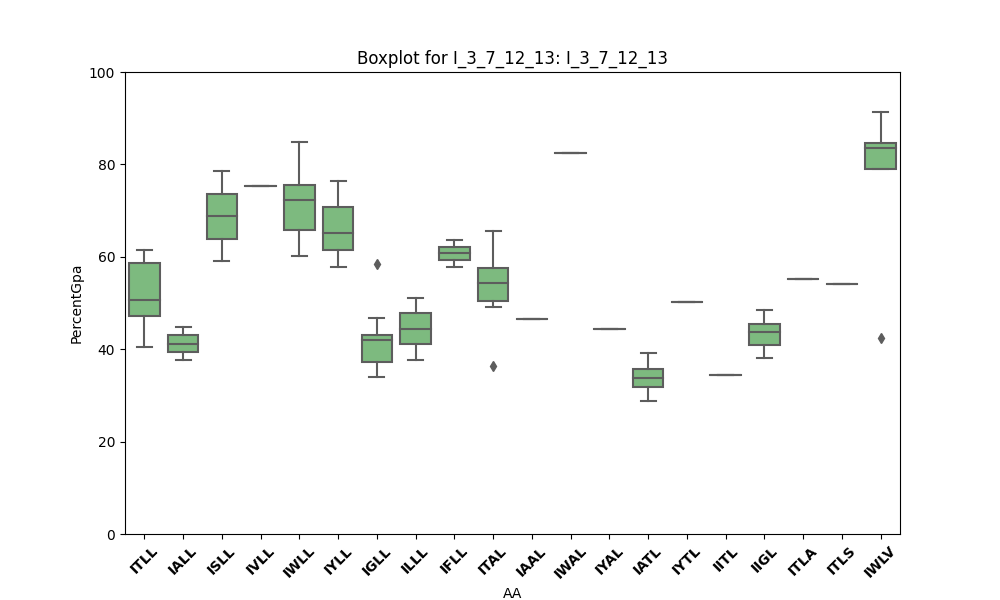 Boxplot for I_3_7_12_13: I_3_7_12_13
100
80
60
40
20
0
PercentGpa
ITLL IALL ISLL IVLL IWLL IYLL IGLL ILLL IFLL ITAL IAAL IWAL IYAL IATL IYTL IITL IIGL ITLA ITLS IWLV
AA